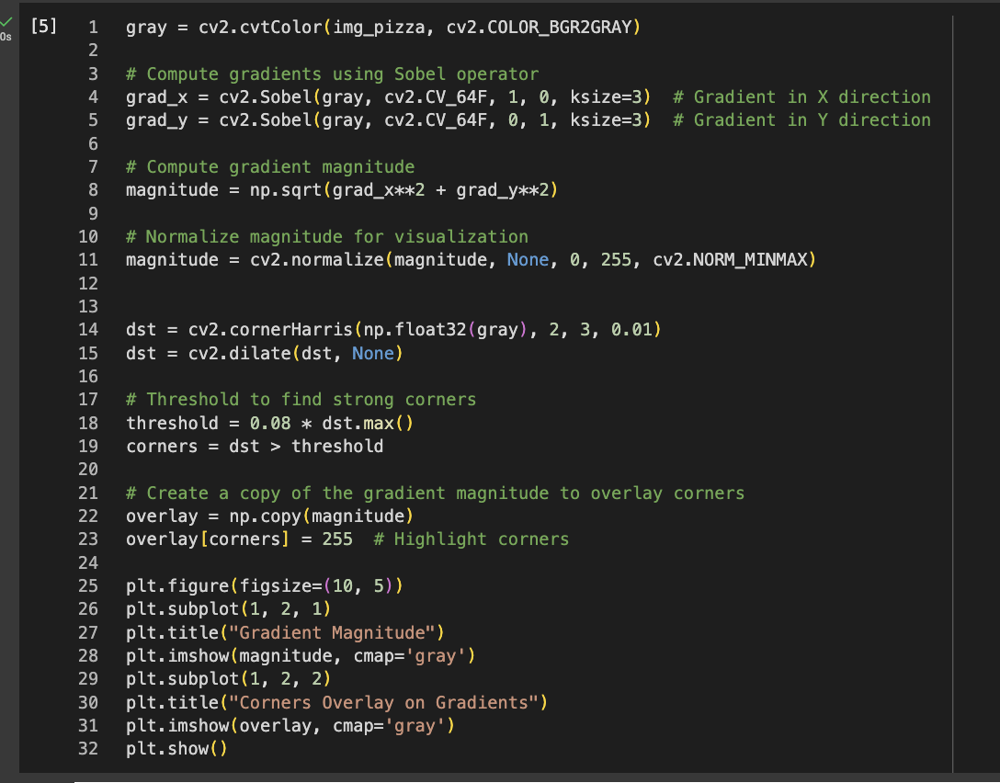 [5]
0s
1 gray = cv2.cvtColor(img_pizza, cv2.COLOR_BGR2GRAY)
2
3 # Compute gradients using Sobel operator
4 grad_x = cv2.Sobel(gray, cv2.CV_64F, 1, 0, ksize=3)  # Gradient in X direction
5 grad_y = cv2.Sobel(gray, cv2.CV_64F, 0, 1, ksize=3)  # Gradient in Y direction
6
7 # Compute gradient magnitude
8 magnitude = np.sqrt(grad_x**2 + grad_y**2)
9
10 # Normalize magnitude for visualization
11 magnitude = cv2.normalize(magnitude, None, 0, 255, cv2.NORM_MINMAX)
12
13
14 dst = cv2.cornerHarris(np.float32(gray), 2, 3, 0.01)
15 dst = cv2.dilate(dst, None)
16
17 # Threshold to find strong corners
18 threshold = 0.08 * dst.max()
19 corners = dst > threshold
20
21 # Create a copy of the gradient magnitude to overlay corners
22 overlay = np.copy(magnitude)
23 overlay[corners] = 255  # Highlight corners
24
25 plt.figure(figsize=(10, 5))
26 plt.subplot(1, 2, 1)
27 plt.title("Gradient Magnitude")
28 plt.imshow(magnitude, cmap='gray')
29 plt.subplot(1, 2, 2)
30 plt.title("Corners Overlay on Gradients")
31 plt.imshow(overlay, cmap='gray')
32 plt.show()